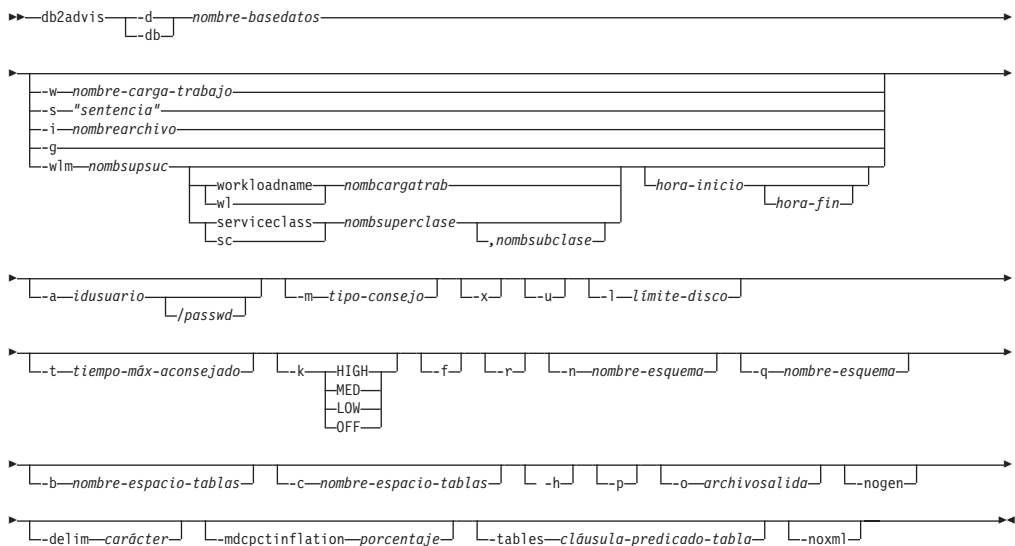 db2advis -d nombre-basedatos
-db
-w nombre-carga-trabajo
-s "sentencia"
-i nombrearchivo
-g
-wlm nombsupsuc
workloadname nombcargatrab
wl
serviceclass nombsuperclase
sc
,nombsubclase
hora-inicio
hora-fin
-a idusuario
/passwd
-m tipo-consejo
-x
-u
-l límite-disco
-t tiempo-máx-aconsejado
-k HIGH
MED
LOW
OFF
-f
-r
-n nombre-esquema
-q nombre-esquema
-b nombre-espacio-tablas
-c nombre-espacio-tablas
-h
-p
-o archivosalida
-nogen
-delim carácter
-mdcpctinflation porcentaje
-tables cláusula-predicado-tabla
-noxml